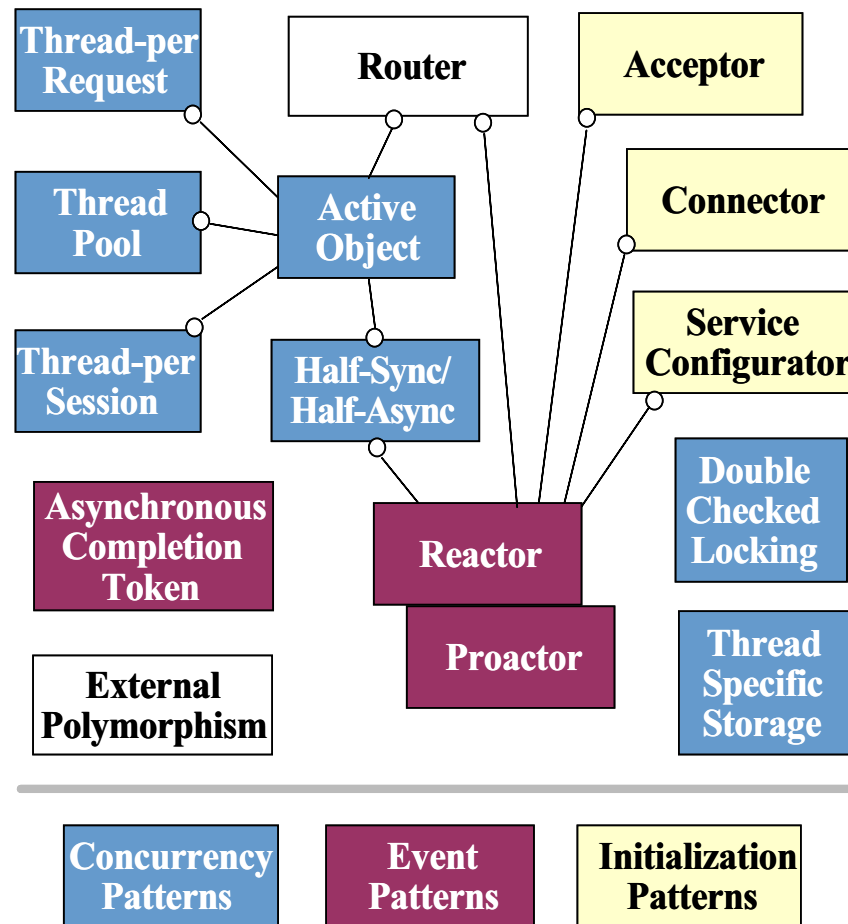 Thread-per
Request
Router
Acceptor
Thread
Pool
Active
Object
Connector
Thread-per
Session
Half-Sync/
Half-Async
Service
Configurator
Asynchronous
Completion
Token
Reactor
Double
Checked
Locking
Proactor
External
Polymorphism
Thread
Specific
Storage
Concurrency
Patterns
Event
Patterns
Initialization
Patterns